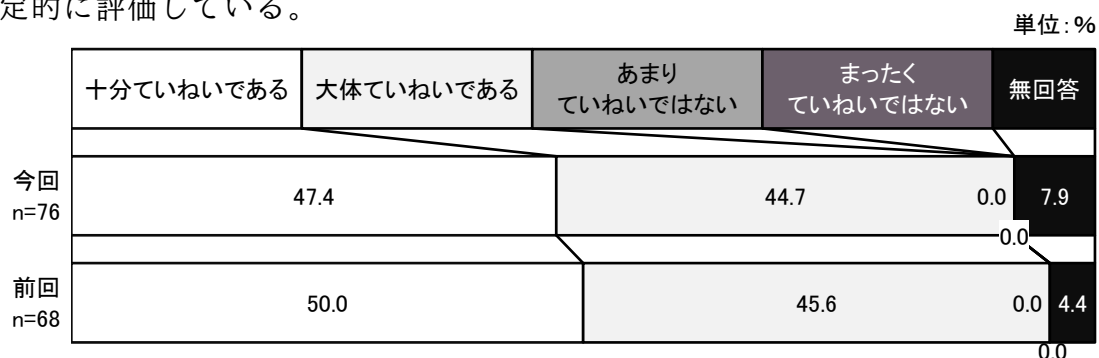 定的に評価している。
単位:%
十分ていねいである
大体ていねいである
あまり
ていねいではない
まったく
ていねいではない
無回答
今回
n=76
47.4
44.7
0.0
0.0
7.9
前回
n=68
50.0
45.6
0.0
0.0
4.4